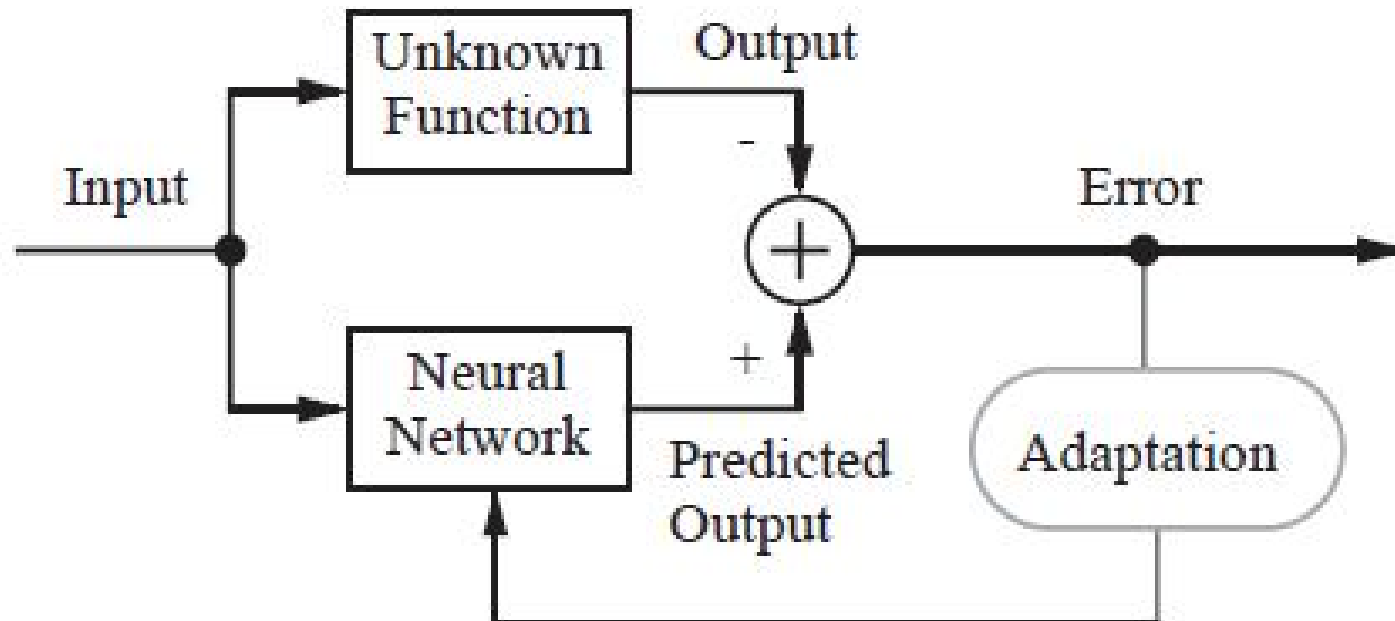 Unknown
Function
Output
-
Input
+
Error
Neural
Network
+
Predicted
Output
Adaptation